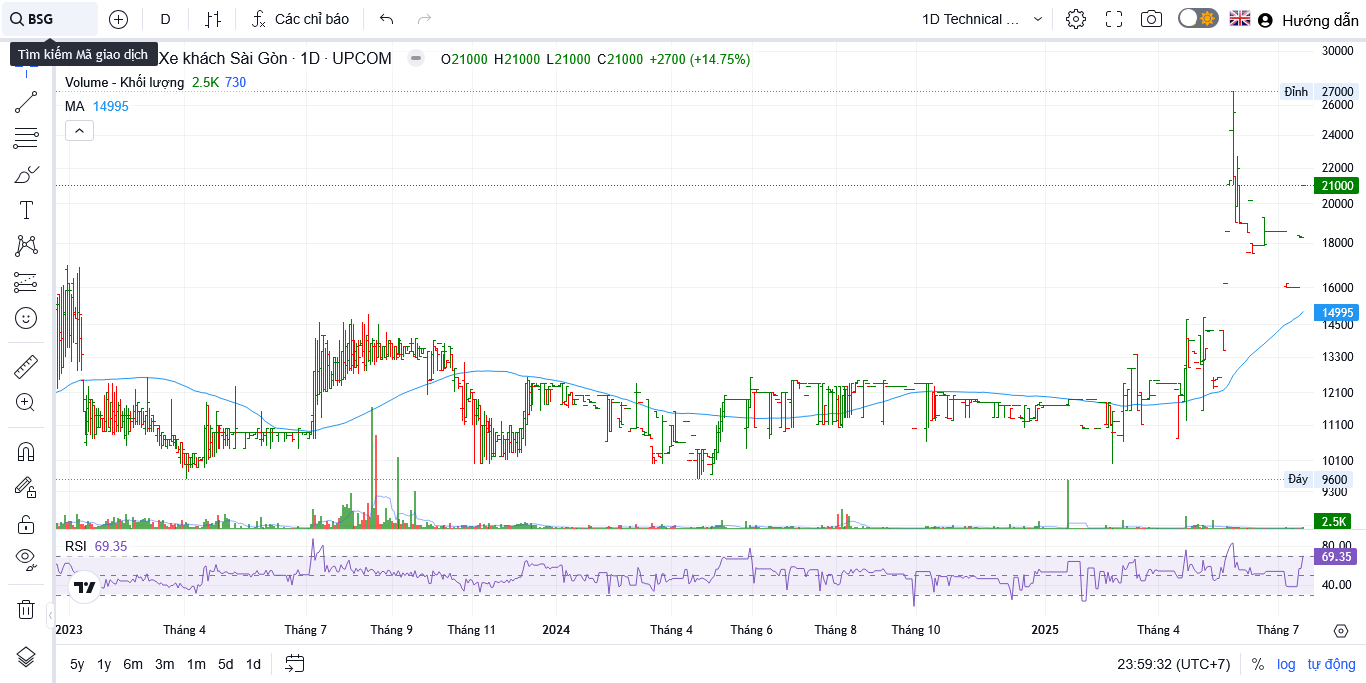 BSG
D
Các chỉ báo
1D Technical ...
Hướng dẫn
Tìm kiếm Mã giao dịch
Xe khách Sài Gòn · 1D · UPCOM
O21000 H21000 L21000 C21000 +2700 (+14.75%)
Volume - Khối lượng 2.5K 730
MA 14995
30000
Đỉnh 27000
26000
24000
22000
21000
20000
18000
16000
14995
14500
13300
12100
11100
10100
Đáy 9600
9300
2.5K
RSI 69.35
80.00
69.35
40.00
2023 Tháng 4 Tháng 7 Tháng 9 Tháng 11 2024 Tháng 4 Tháng 6 Tháng 8 Tháng 10 2025 Tháng 4 Tháng 7
5y 1y 6m 3m 1m 5d 1d
23:59:32 (UTC+7) % log tự động